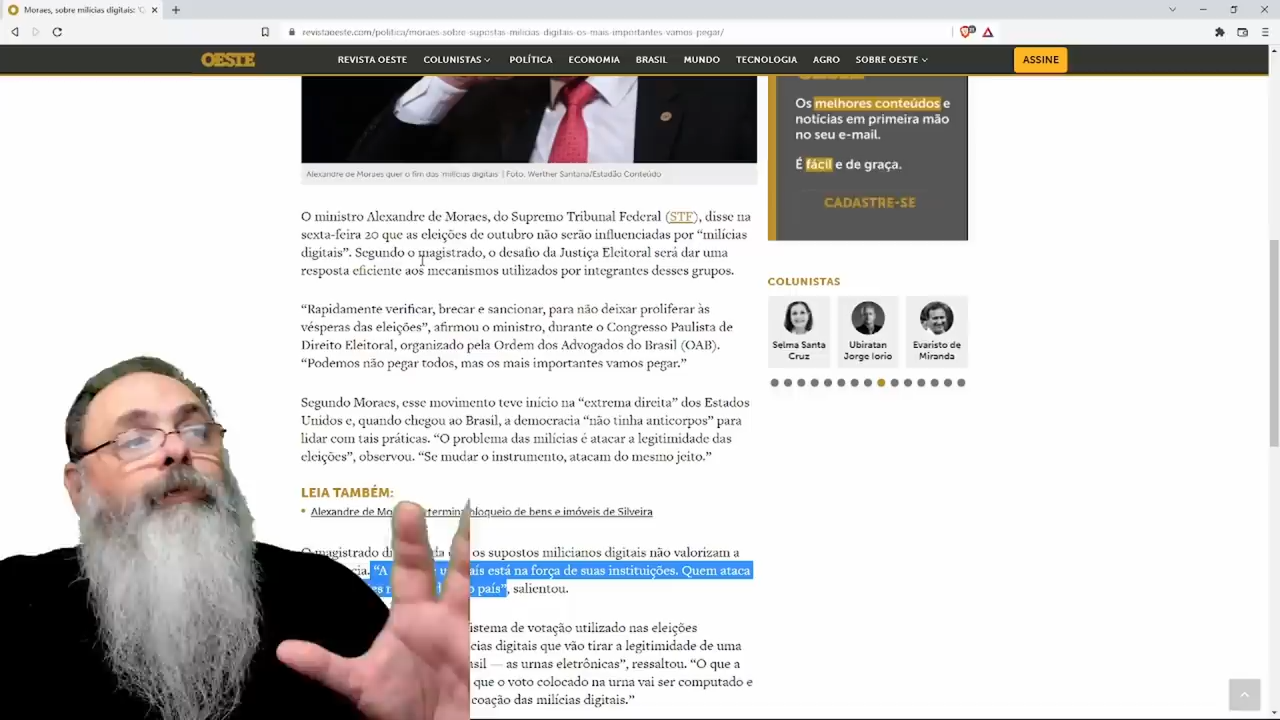 Moraes, sobre milícias digitais: 'O
revistaoeste.com/politica/moraes-sobre-supostas-milicias-digitais-os-mais-importantes-vamos-pegar/
OESTE
REVISTA OESTE
COLUNISTAS
POLÍTICA
ECONOMIA
BRASIL
MUNDO
TECNOLOGIA
AGRO
SOBRE OESTE
ASSINE
Alexandre de Moraes quer o fim das 'milícias digitais' | Foto: Werther Santana/Estadão Conteúdo
O ministro Alexandre de Moraes, do Supremo Tribunal Federal (STF), disse na
sexta-feira 20 que as eleições de outubro não serão influenciadas por “milícias
digitais”. Segundo o magistrado, o desafio da Justiça Eleitoral será dar uma
resposta eficiente aos mecanismos utilizados por integrantes desses grupos.
“Rapidamente verificar, brecar e sancionar, para não deixar proliferar às
vésperas das eleições”, afirmou o ministro, durante o Congresso Paulista de
Direito Eleitoral, organizado pela Ordem dos Advogados do Brasil (OAB).
“Podemos não pegar todos, mas os mais importantes vamos pegar.”
Segundo Moraes, esse movimento teve início na “extrema direita” dos Estados
Unidos e, quando chegou ao Brasil, a democracia “não tinha anticorpos” para
lidar com tais práticas. “O problema das milícias é atacar a legitimidade das
eleições”, observou. “Se mudar o instrumento, atacam do mesmo jeito.”
LEIA TAMBÉM:
Alexandre de Mo bloqueio de bens e imóveis de Silveira
O magistrado os supostos milicianos digitais não valorizam a
“A está na força de suas instituições. Quem ataca
país”, salientou.
istema de votação utilizado nas eleições
cias digitais que vão tirar a legitimidade de uma
sil — as urnas eletrônicas”, ressaltou. “O que a
que o voto colocado na urna vai ser computado e
coação das milícias digitais.”
Os melhores conteúdos e
notícias em primeira mão
no seu e-mail.
É fácil e de graça.
CADASTRE-SE
COLUNISTAS
Selma Santa
Cruz
Ubiratan
Jorge Iorio
Evaristo de
Miranda